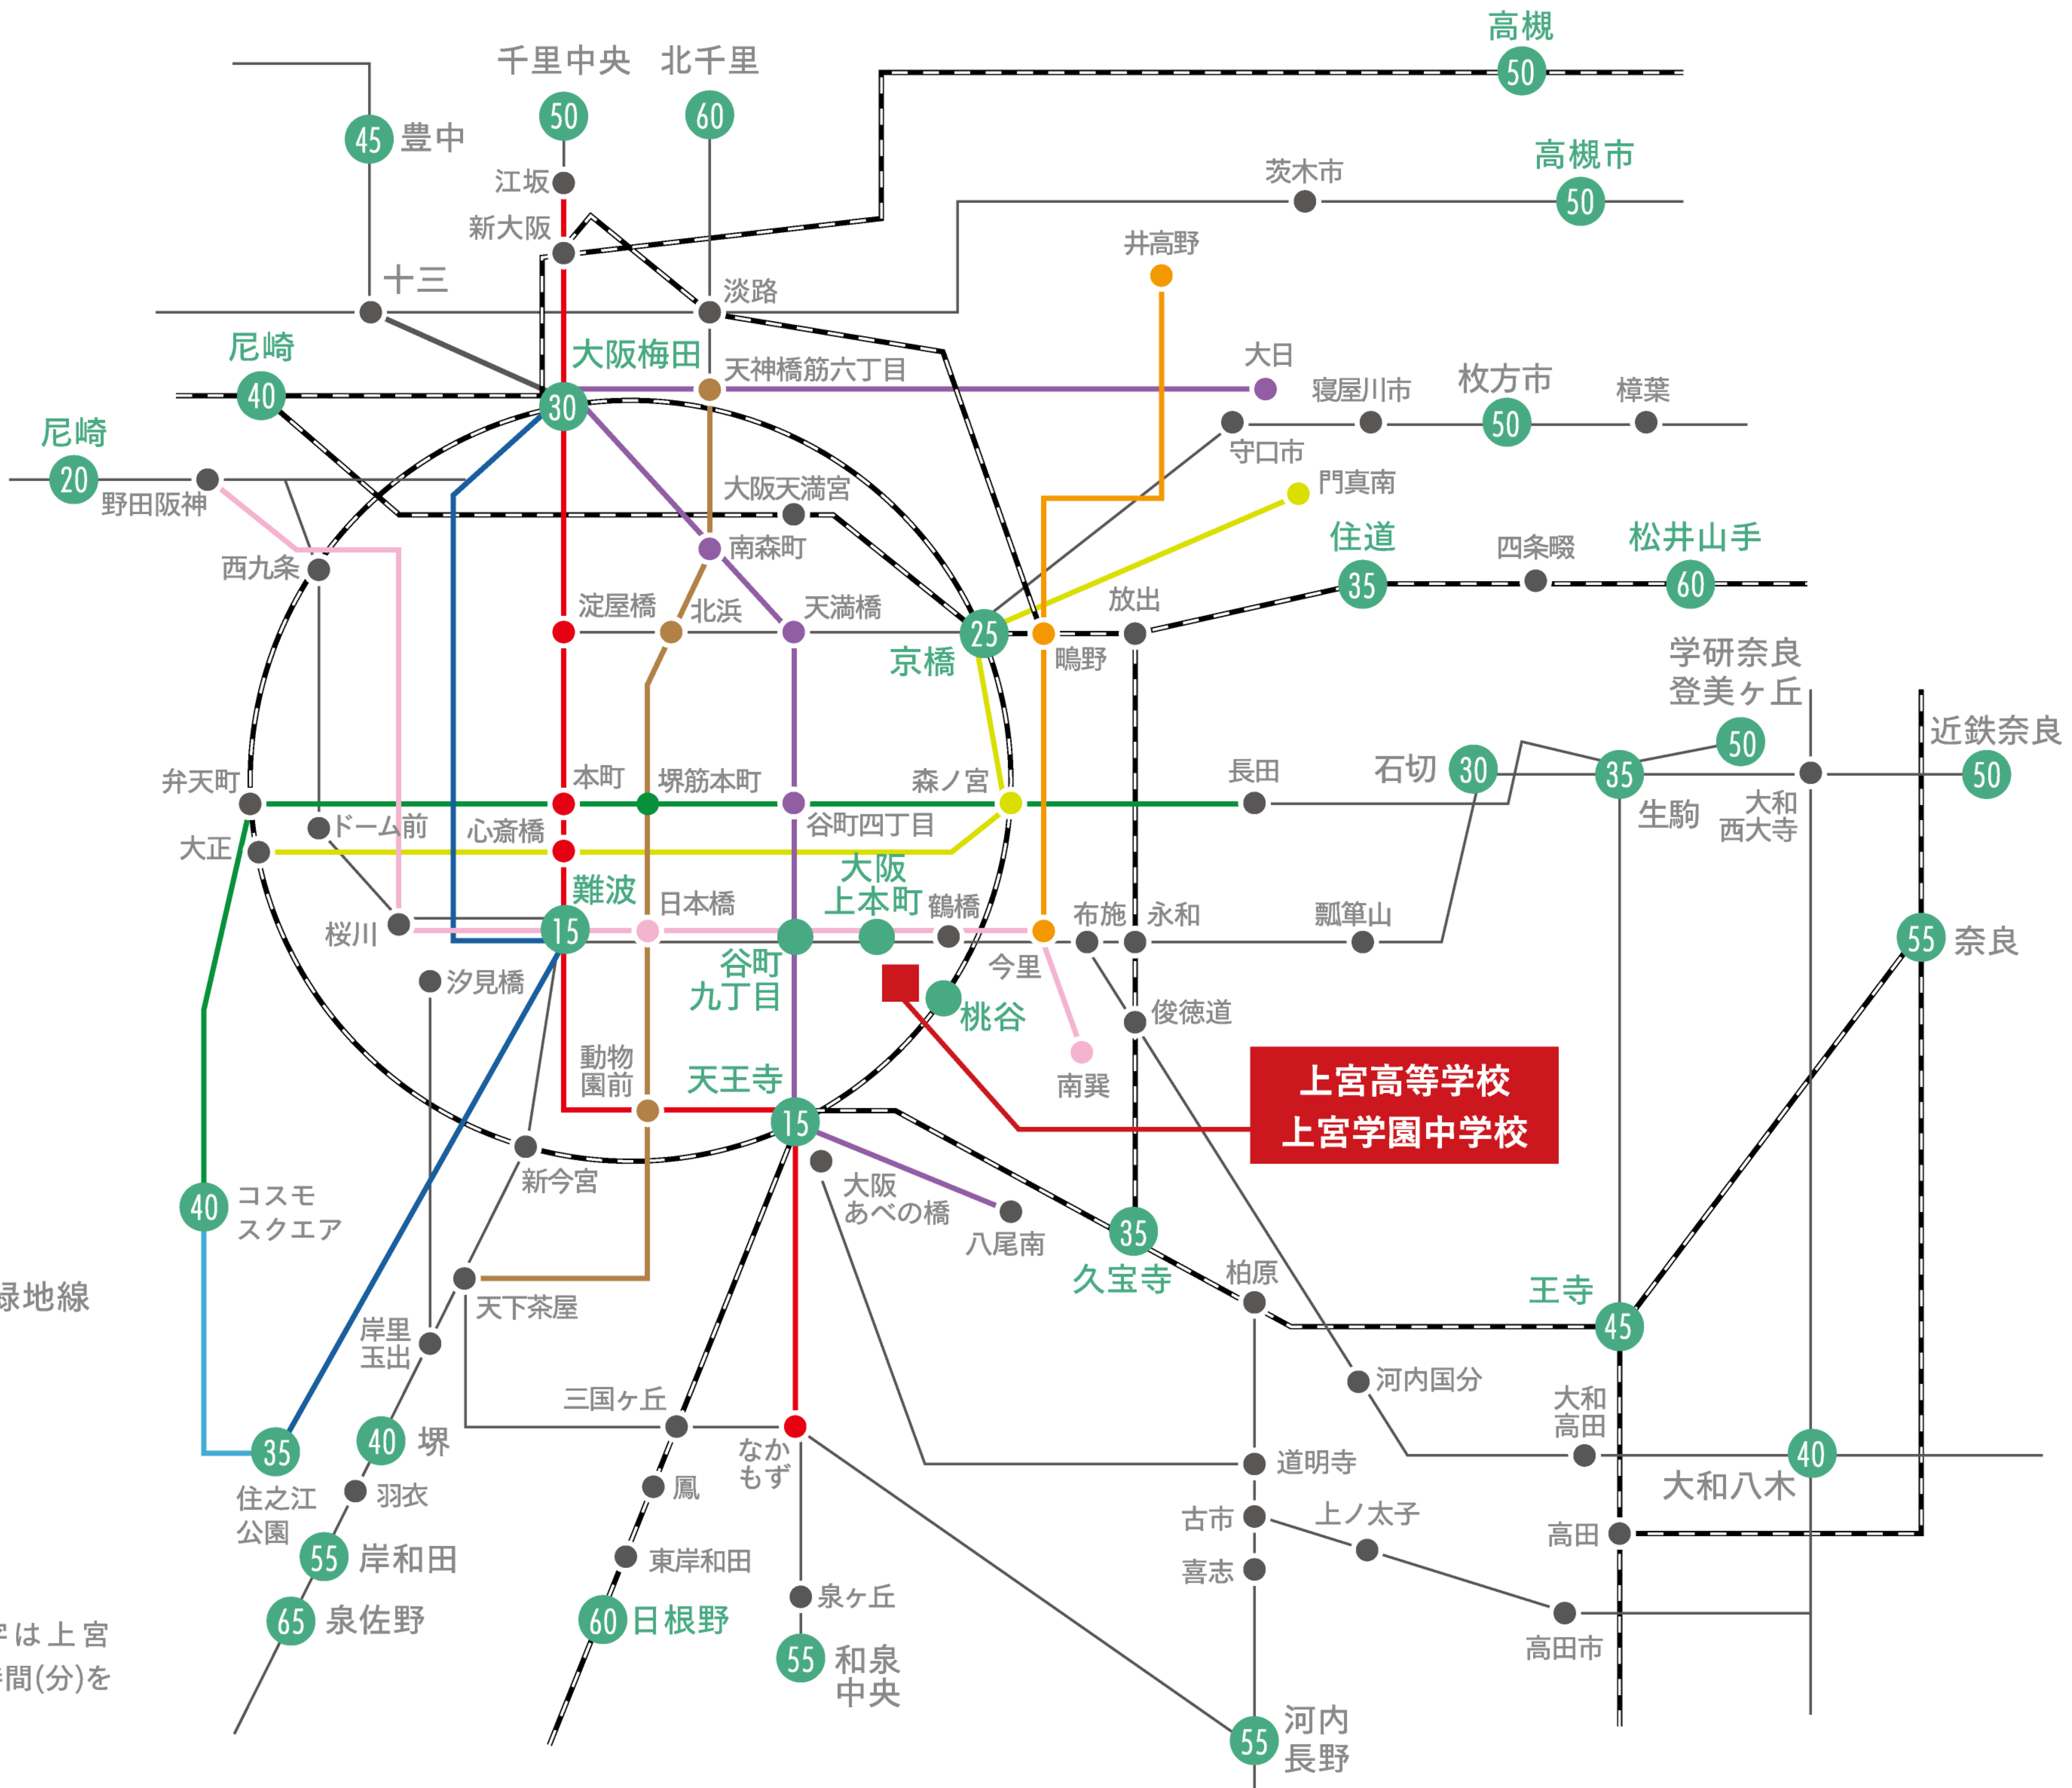 高槻
50
千里中央
北千里
50
60
45
豊中
高槻市
50
茨木市
江坂
新大阪
井高野
十三
淡路
尼崎
40
大阪梅田
30
天神橋筋六丁目
大日
寝屋川市
枚方市
50
樟葉
守口市
尼崎
20
野田阪神
大阪天満宮
門真南
南森町
西九条
住道
35
四条畷
松井山手
60
淀屋橋
北浜
天満橋
25
京橋
鴫野
放出
学研奈良
登美ヶ丘
50
近鉄奈良
50
弁天町
本町
堺筋本町
森ノ宮
長田
石切
30
35
生駒
大和
西大寺
大正
ドーム前
心斎橋
谷町四丁目
難波
15
日本橋
大阪
上本町
鶴橋
布施
永和
瓢箪山
桜川
今里
55
奈良
汐見橋
谷町
九丁目
桃谷
俊徳道
動物
園前
天王寺
15
南巽
上宮高等学校
上宮学園中学校
新今宮
大阪
あべの橋
八尾南
35
久宝寺
40
コスモ
スクエア
柏原
王寺
45
緑地線
天下茶屋
岸里
玉出
三国ヶ丘
なか
もず
河内国分
大和
高田
40
大和八木
35
住之江
公園
40
堺
羽衣
鳳
道明寺
古市
上ノ太子
高田
55
岸和田
東岸和田
喜志
泉ヶ丘
65
泉佐野
60
日根野
高田市
55
和泉
中央
字は上宮
時間(分)を
55
河内
長野